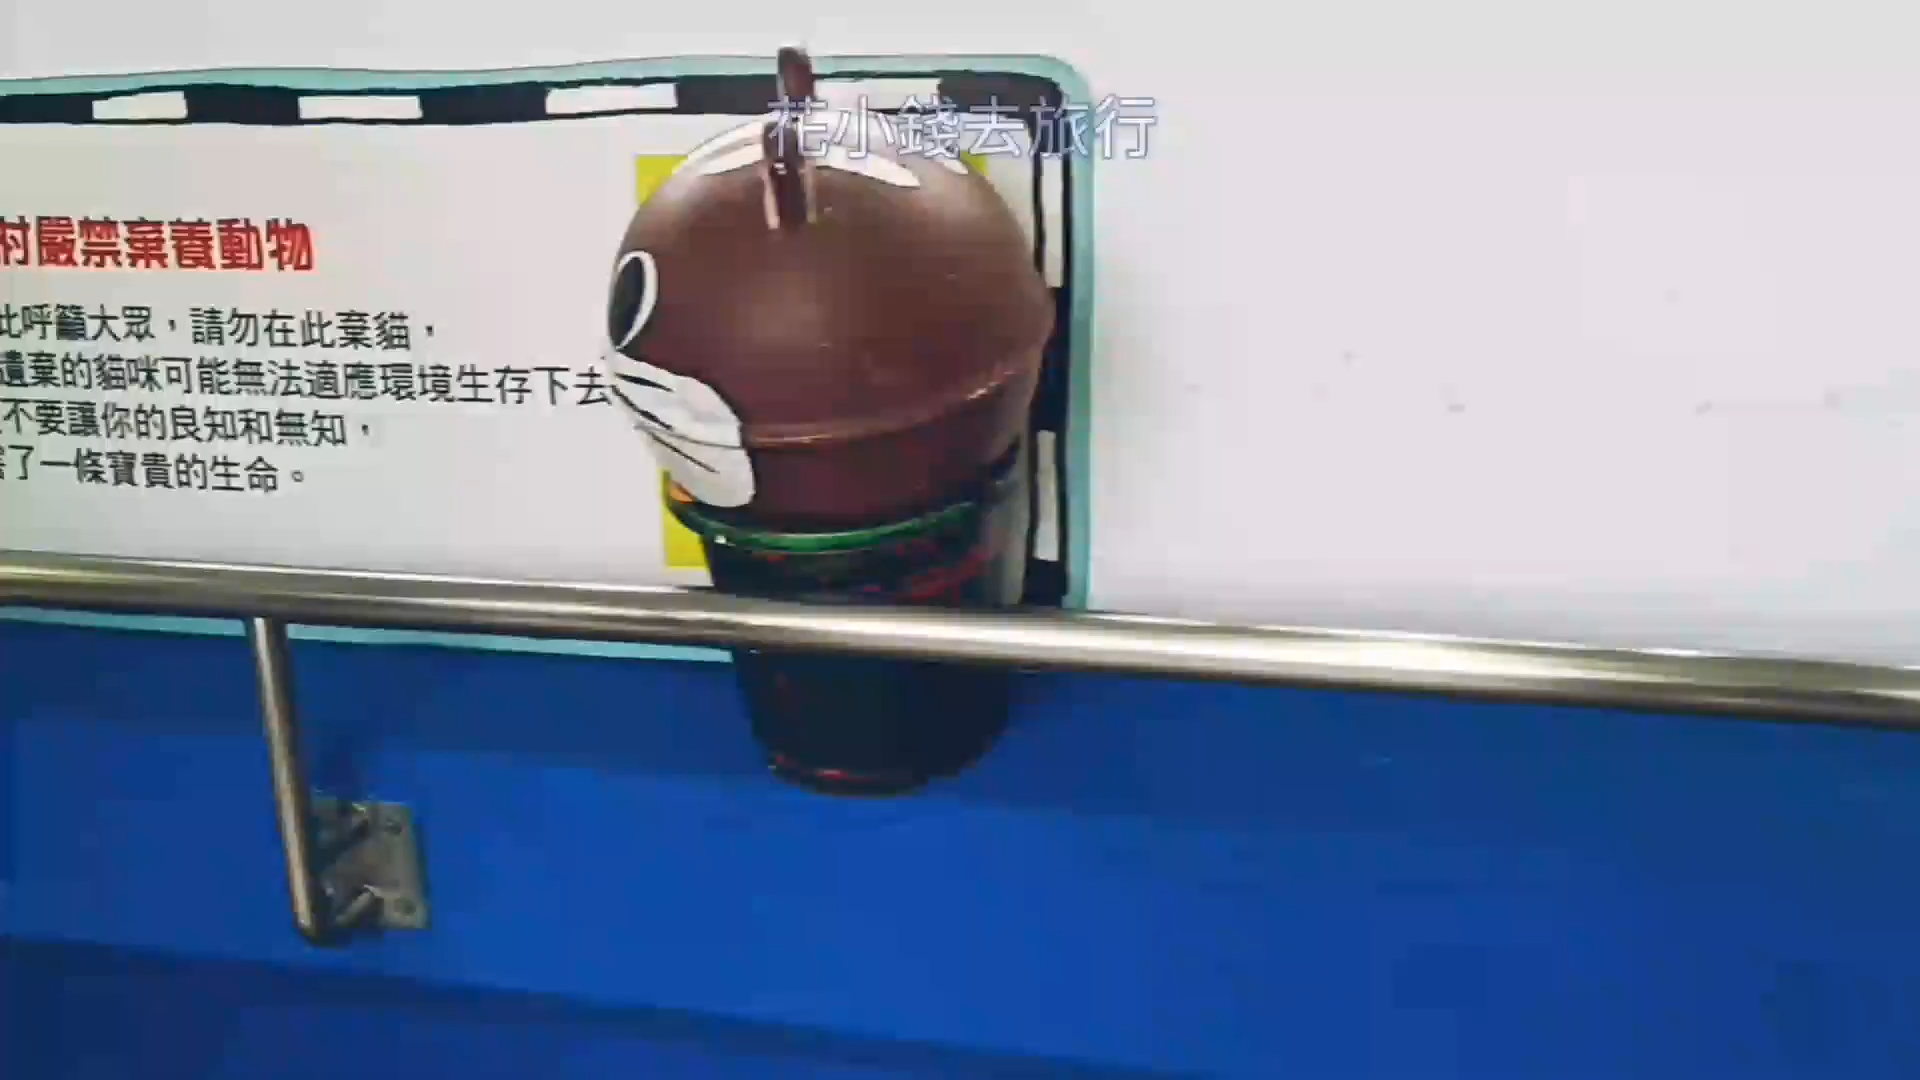 花小錢去旅行
村嚴禁棄養動物
此呼籲大眾，請勿在此棄貓，
遺棄的貓咪可能無法適應環境生存下去
不要讓你的良知和無知，
害了一條寶貴的生命。